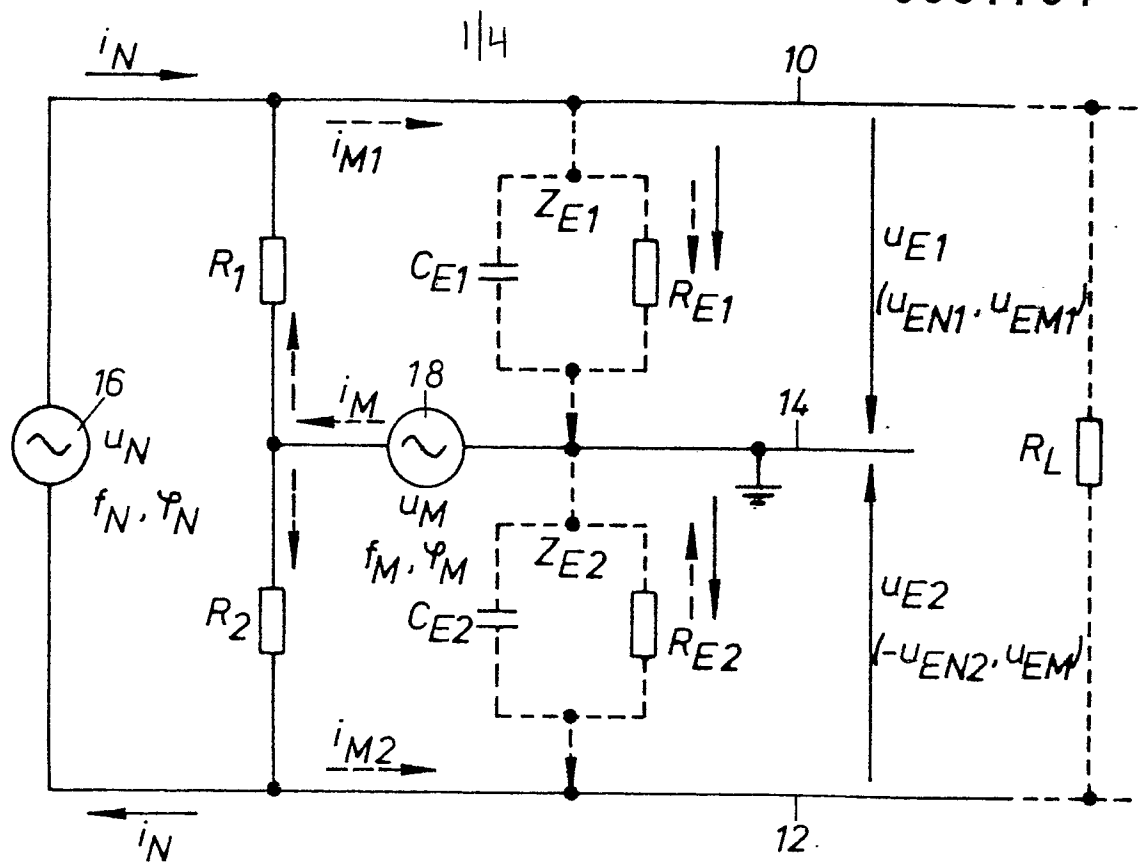 1/4
i_N
10
i_M1
Z_E1
R_1
C_E1
R_E1
u_E1
(u_EN1, u_EM1)
16
18
i_M
14
u_N
R_L
f_N, φ_N
u_M
f_M, φ_M
Z_E2
R_2
C_E2
R_E2
u_E2
(-u_EN2, u_EM)
i_M2
i_N
12